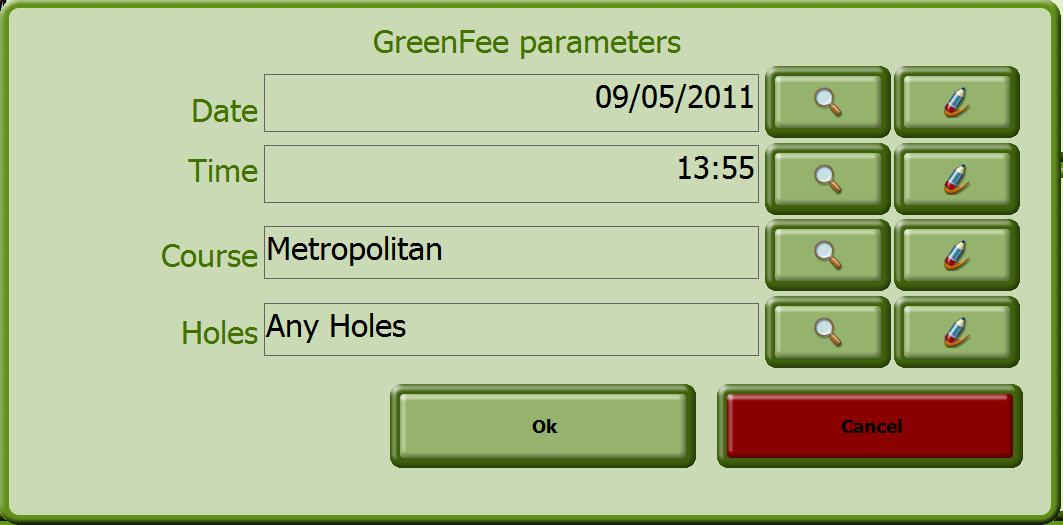 GreenFee parameters
Date 09/05/2011
Time 13:55
Course Metropolitan
Holes Any Holes
Ok Cancel